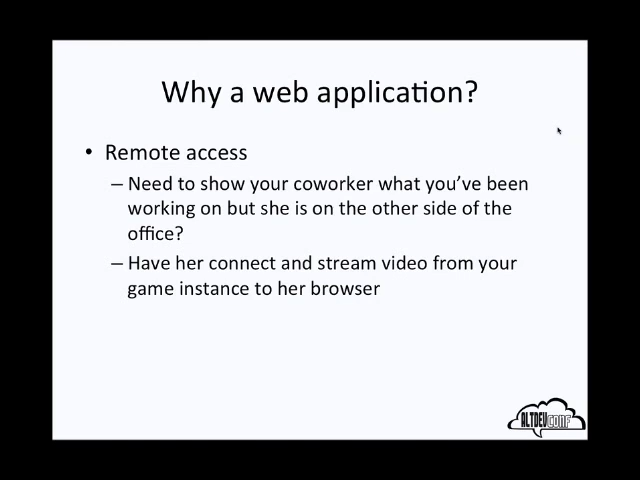 Why a web application?
• Remote access
– Need to show your coworker what you've been
working on but she is on the other side of the
office?
– Have her connect and stream video from your
game instance to her browser
ALTDEVCONF